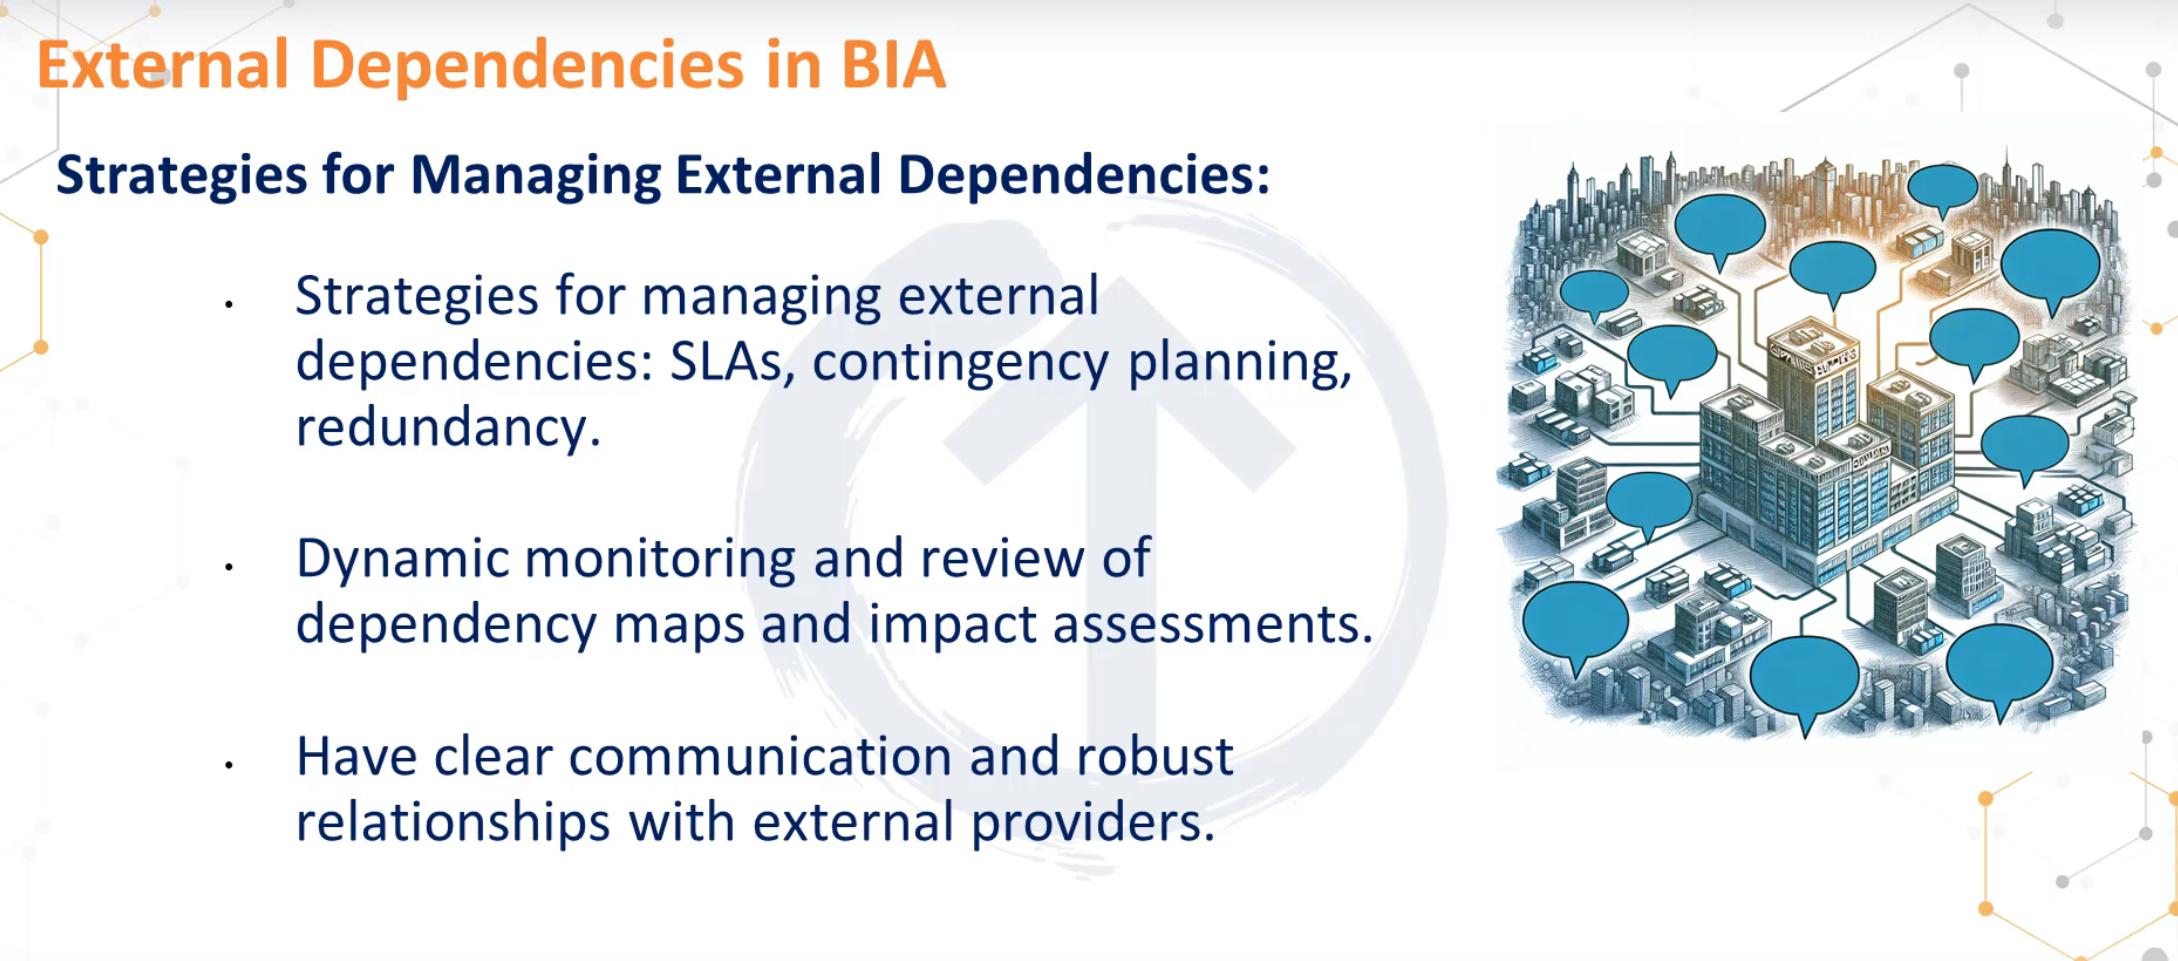 External Dependencies in BIA
Strategies for Managing External Dependencies:
• Strategies for managing external
dependencies: SLAs, contingency planning,
redundancy.
• Dynamic monitoring and review of
dependency maps and impact assessments.
• Have clear communication and robust
relationships with external providers.